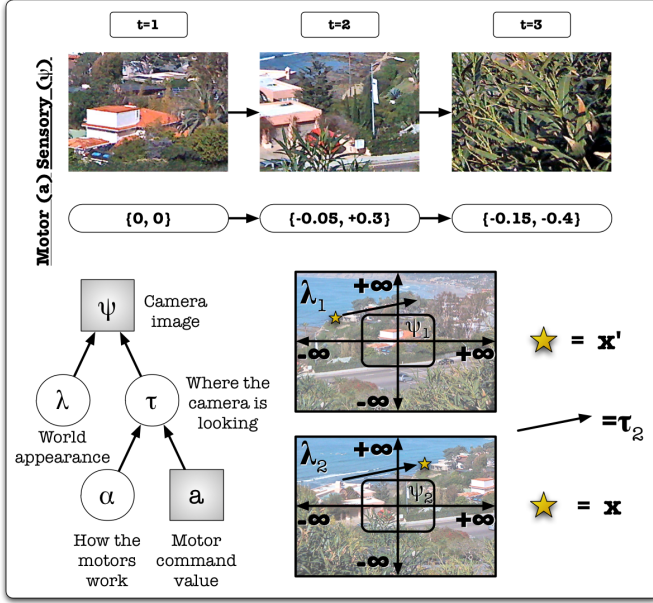 t=1
t=2
t=3
Motor (a) Sensory (ψ)
{0, 0}
{-0.05, +0.3}
{-0.15, -0.4}
ψ
Camera
image
λ
World
appearance
τ
Where the
camera is
looking
α
How the
motors
work
a
Motor
command
value
λ1
+∞
ψ1
-∞
+∞
-∞
λ2
+∞
ψ2
-∞
+∞
-∞
= x'
=τ2
= x